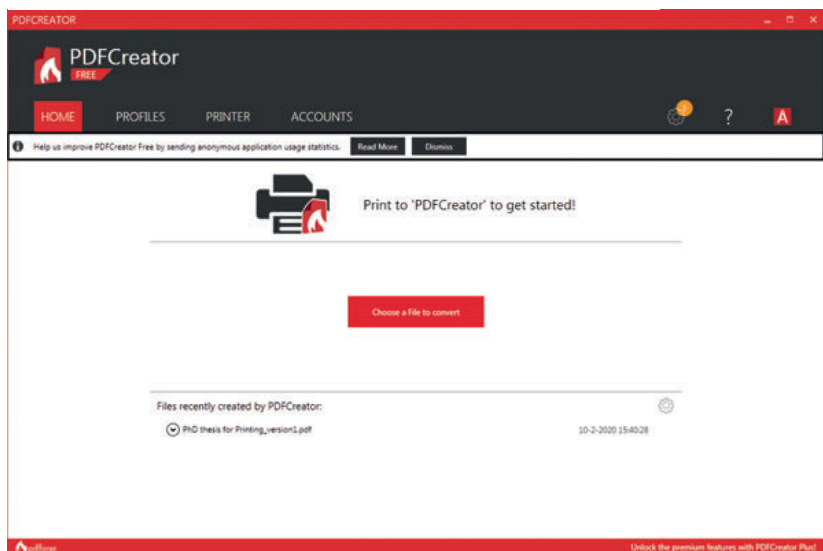 PDFCREATOR
PDFCreator
FREE
HOME PROFILES PRINTER ACCOUNTS ?
Help us improve PDFCreator Free by sending anonymous application usage statistics. Read More Dismiss
Print to 'PDFCreator' to get started!
Choose a File to convert
Files recently created by PDFCreator:
PhD thesis for Printing_version1.pdf 10-2-2020 15:40:28
pdfforge Unlock the premium features with PDFCreator Plus!